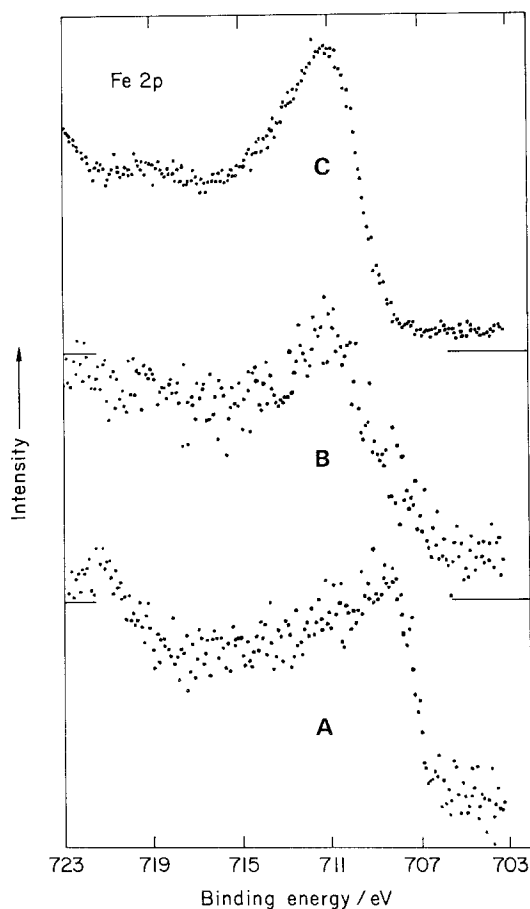 Fe 2p
C
B
A
Intensity
723 719 715 711 707 703
Binding energy / eV